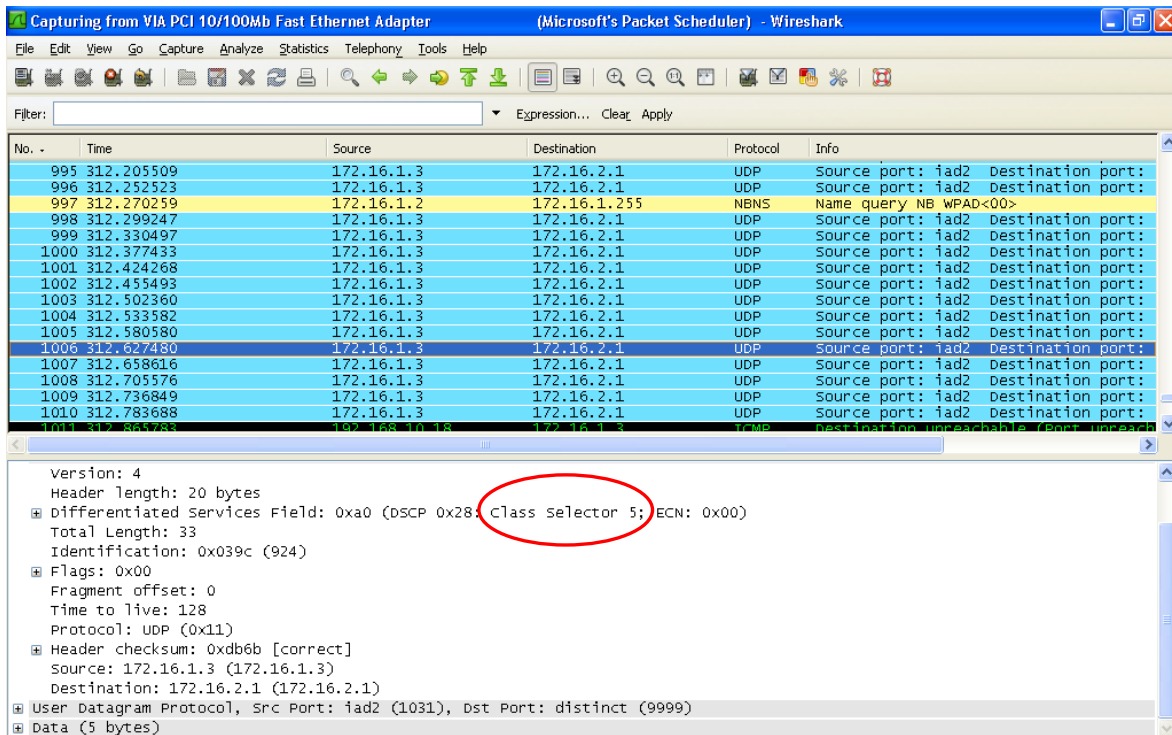 Capturing from VIA PCI 10/100Mb Fast Ethernet Adapter (Microsoft's Packet Scheduler) - Wireshark
File Edit View Go Capture Analyze Statistics Telephony Tools Help
Filter: Expression... Clear Apply
No. - Time Source Destination Protocol Info
995 312.205509 172.16.1.3 172.16.2.1 UDP Source port: iad2 Destination port:
996 312.252523 172.16.1.3 172.16.2.1 UDP Source port: iad2 Destination port:
997 312.270259 172.16.1.2 172.16.1.255 NBNS Name query NB WPAD<00>
998 312.299247 172.16.1.3 172.16.2.1 UDP Source port: iad2 Destination port:
999 312.330497 172.16.1.3 172.16.2.1 UDP Source port: iad2 Destination port:
1000 312.377433 172.16.1.3 172.16.2.1 UDP Source port: iad2 Destination port:
1001 312.424268 172.16.1.3 172.16.2.1 UDP Source port: iad2 Destination port:
1002 312.455493 172.16.1.3 172.16.2.1 UDP Source port: iad2 Destination port:
1003 312.502360 172.16.1.3 172.16.2.1 UDP Source port: iad2 Destination port:
1004 312.533582 172.16.1.3 172.16.2.1 UDP Source port: iad2 Destination port:
1005 312.580580 172.16.1.3 172.16.2.1 UDP Source port: iad2 Destination port:
1006 312.627480 172.16.1.3 172.16.2.1 UDP Source port: iad2 Destination port:
1007 312.658616 172.16.1.3 172.16.2.1 UDP Source port: iad2 Destination port:
1008 312.705576 172.16.1.3 172.16.2.1 UDP Source port: iad2 Destination port:
1009 312.736849 172.16.1.3 172.16.2.1 UDP Source port: iad2 Destination port:
1010 312.783688 172.16.1.3 172.16.2.1 UDP Source port: iad2 Destination port:
1011 312.865783 192.168.10.18 172.16.1.3 ICMP Destination unreachable (Port unreach
Version: 4
Header length: 20 bytes
Differentiated Services Field: 0xa0 (DSCP 0x28: Class Selector 5; ECN: 0x00)
Total Length: 33
Identification: 0x039c (924)
Flags: 0x00
Fragment offset: 0
Time to live: 128
Protocol: UDP (0x11)
Header checksum: 0xdb6b [correct]
Source: 172.16.1.3 (172.16.1.3)
Destination: 172.16.2.1 (172.16.2.1)
User Datagram Protocol, Src Port: iad2 (1031), Dst Port: distinct (9999)
Data (5 bytes)